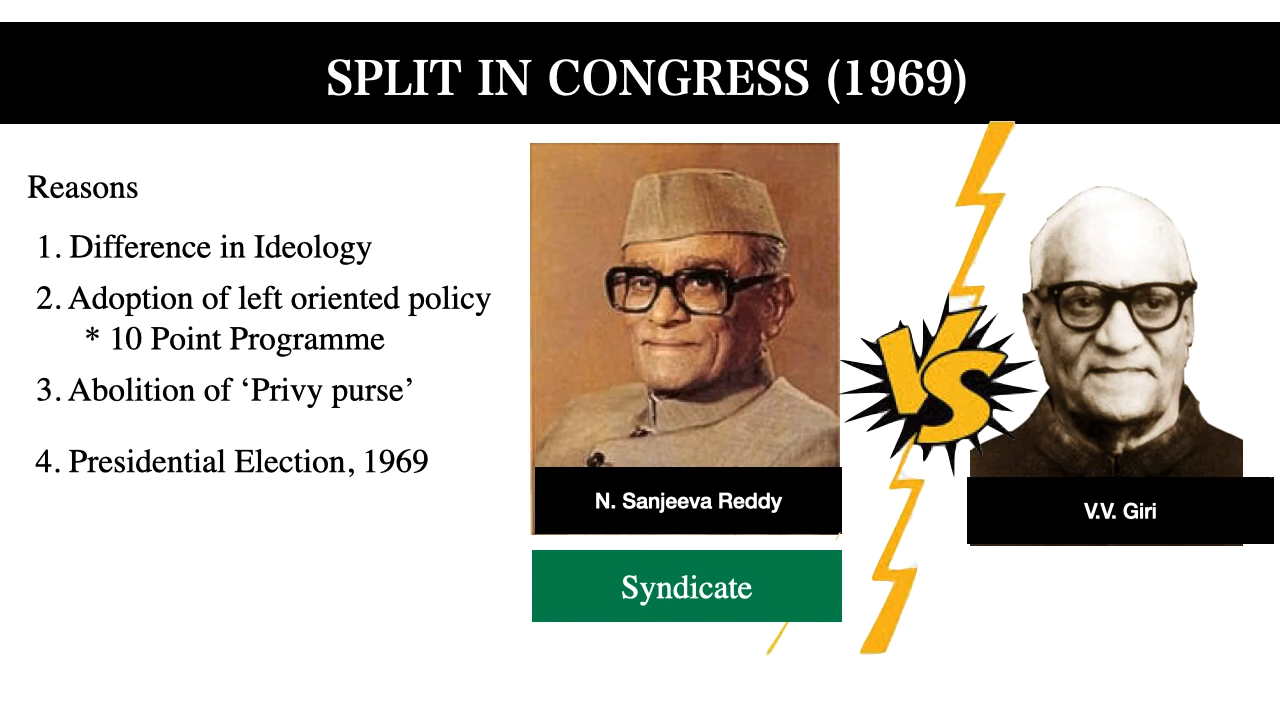 SPLIT IN CONGRESS (1969)
Reasons
1. Difference in Ideology
2. Adoption of left oriented policy
* 10 Point Programme
3. Abolition of ‘Privy purse’
4. Presidential Election, 1969
N. Sanjeeva Reddy
Syndicate
VS
V.V. Giri